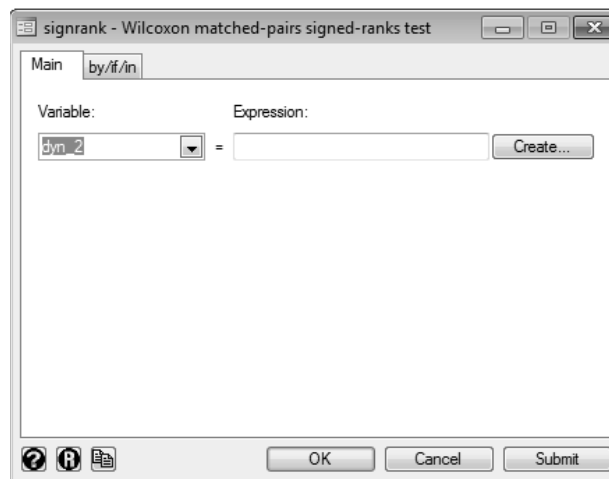 signrank - Wilcoxon matched-pairs signed-ranks test
Main by/if/in
Variable: Expression:
dyn_2 = Create...
OK Cancel Submit